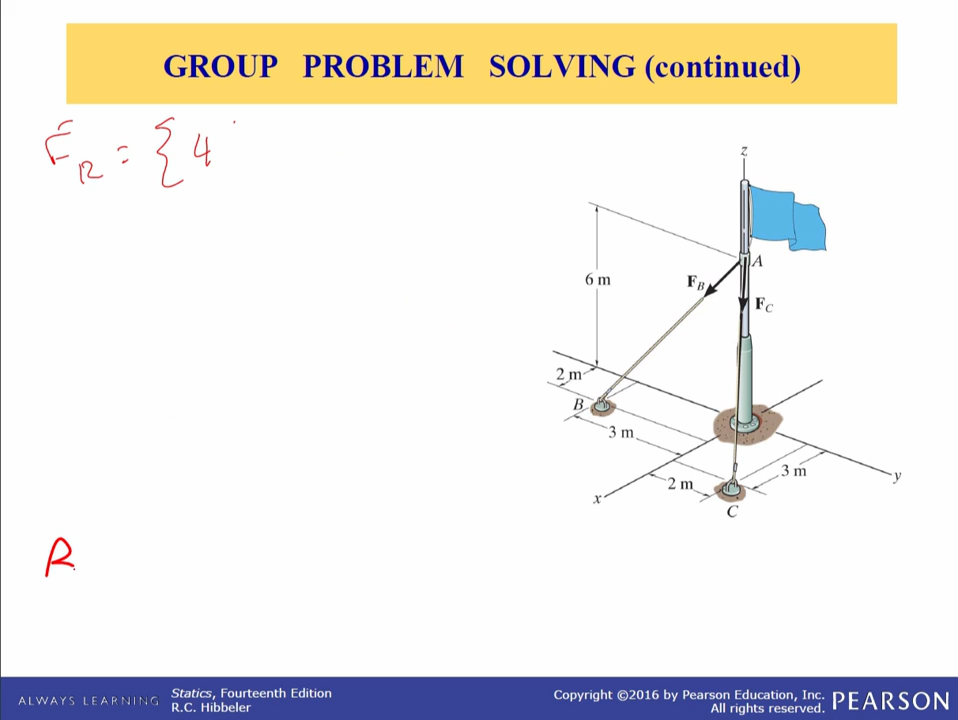 GROUP PROBLEM SOLVING (continued)
F_R = { 4
z
A
6 m
F_B
F_C
2 m
B
3 m
3 m
y
2 m
x
C
R
ALWAYS LEARNING
Statics, Fourteenth Edition
R.C. Hibbeler
Copyright ©2016 by Pearson Education, Inc.
All rights reserved.
PEARSON